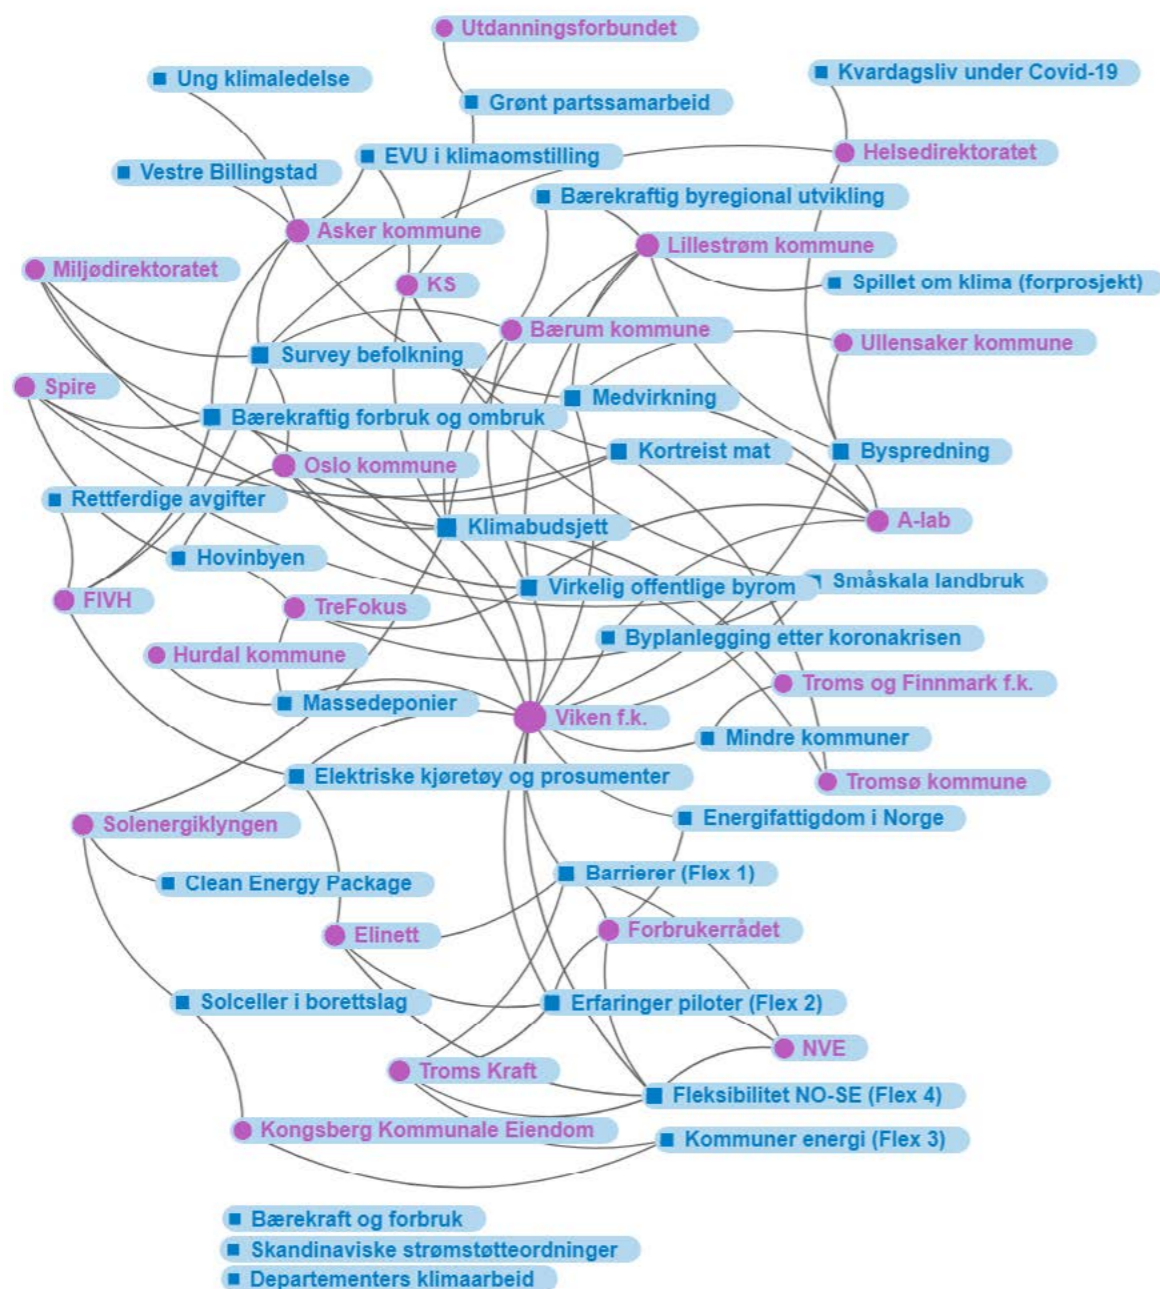 Utdanningsforbundet
Ung klimaledelse
Kvardagsliv under Covid-19
Grønt partssamarbeid
EVU i klimaomstilling
Helsedirektoratet
Vestre Billingstad
Bærekraftig byregional utvikling
Asker kommune
Lillestrøm kommune
Miljødirektoratet
KS
Spillet om klima (forprosjekt)
Bærum kommune
Ullensaker kommune
Survey befolkning
Spire
Medvirkning
Bærekraftig forbruk og ombruk
Kortreist mat
Byspredning
Oslo kommune
Rettferdige avgifter
Klimabudsjett
A-lab
Hovinbyen
Virkelig offentlige byrom
Småskala landbruk
FIVH
TreFokus
Byplanlegging etter koronakrisen
Hurdal kommune
Troms og Finnmark f.k.
Massedeponier
Viken f.k.
Mindre kommuner
Elektriske kjøretøy og prosumenter
Tromsø kommune
Solenergiklyngen
Energifattigdom i Norge
Clean Energy Package
Barrierer (Flex 1)
Elinett
Forbrukerrådet
Solceller i borettslag
Erfaringer piloter (Flex 2)
NVE
Troms Kraft
Fleksibilitet NO-SE (Flex 4)
Kongsberg Kommunale Eiendom
Kommuner energi (Flex 3)
Bærekraft og forbruk
Skandinaviske strømstøtteordninger
Departementers klimaarbeid